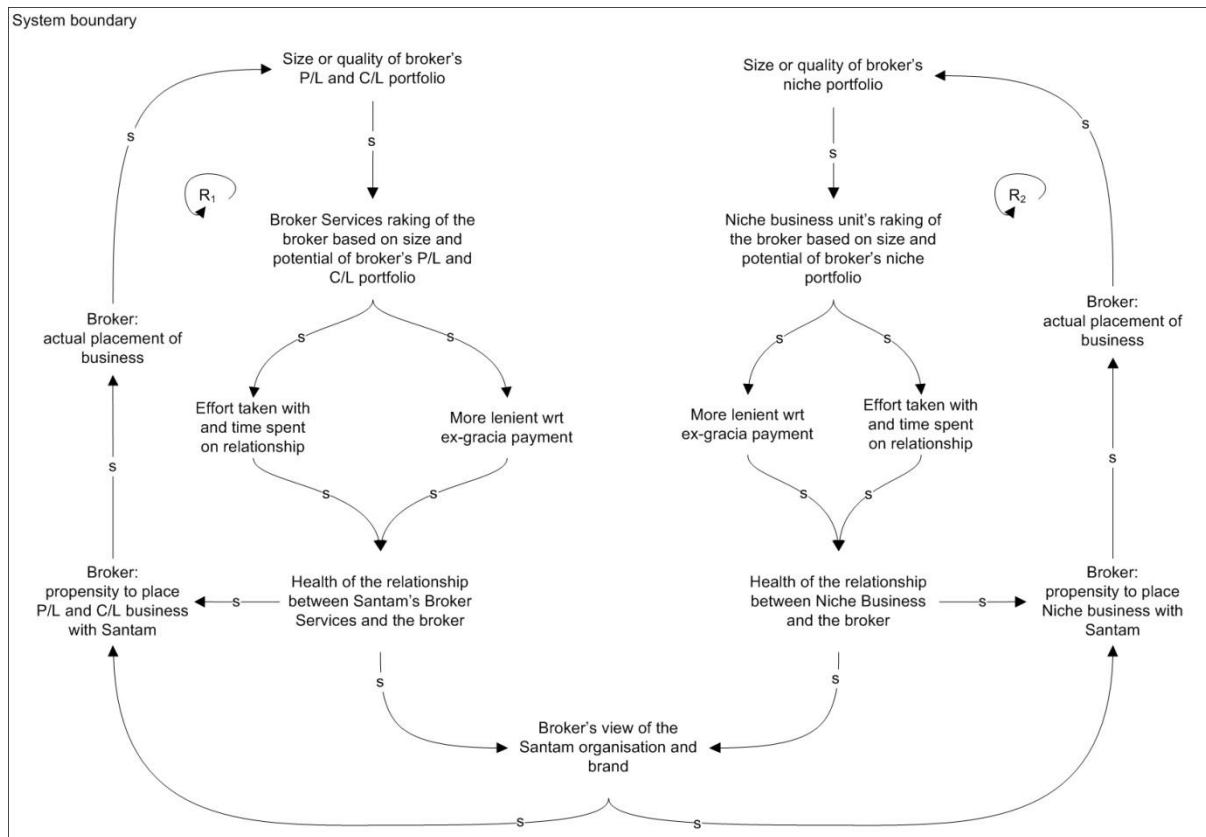 System boundary
Size or quality of broker's
P/L and C/L portfolio
s
s
R1
Broker Services raking of the
broker based on size and
potential of broker's P/L and
C/L portfolio
s
s
Broker:
actual placement of
business
Effort taken with
and time spent
on relationship
More lenient wrt
ex-gracia payment
s
s
s
Broker:
propensity to place
P/L and C/L business
with Santam
s
Health of the relationship
between Santam's Broker
Services and the broker
s
Size or quality of broker's
niche portfolio
s
s
R2
Niche business unit's raking of
the broker based on size and
potential of broker's niche
portfolio
s
s
Broker:
actual placement of
business
More lenient wrt
ex-gracia payment
Effort taken with
and time spent
on relationship
s
s
s
Health of the relationship
between Niche Business
and the broker
s
Broker:
propensity to place
Niche business with
Santam
s
Broker's view of the
Santam organisation and
brand
s
s